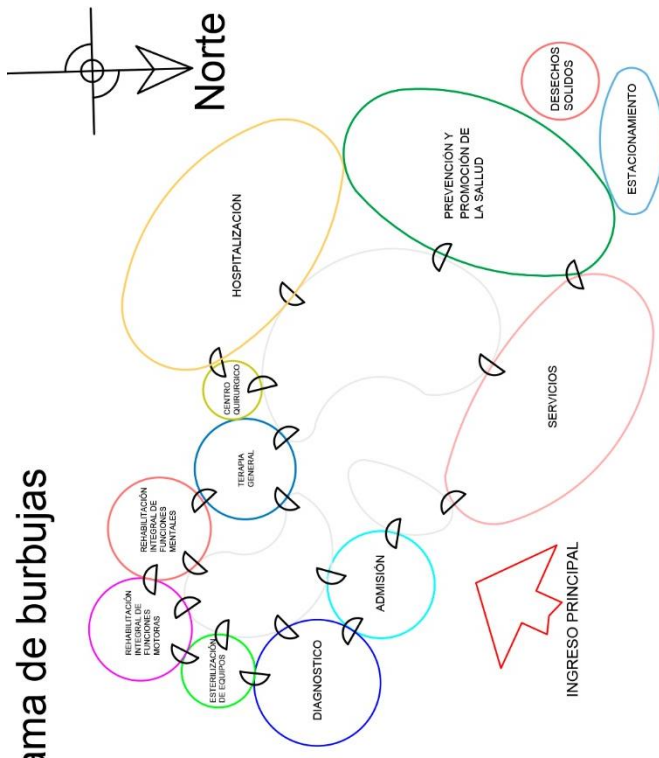 ama de burbujas
Norte
HOSPITALIZACIÓN
PREVENCIÓN Y
PROMOCIÓN DE
LA SALLUD
DESECHOS
SOLIDOS
ESTACIONAMIENTO
CENTRO
QUIRURGICO
TERAPIA
GENERAL
REHABILITACIÓN
INTEGRAL DE
FUNCIONES
MENTALES
REHABILITACIÓN
INTEGRAL DE
FUNCIONES
MOTORAS
ESTERILIZACIÓN
DE EQUIPOS
DIAGNOSTICO
ADMISIÓN
SERVICIOS
INGRESO PRINCIPAL